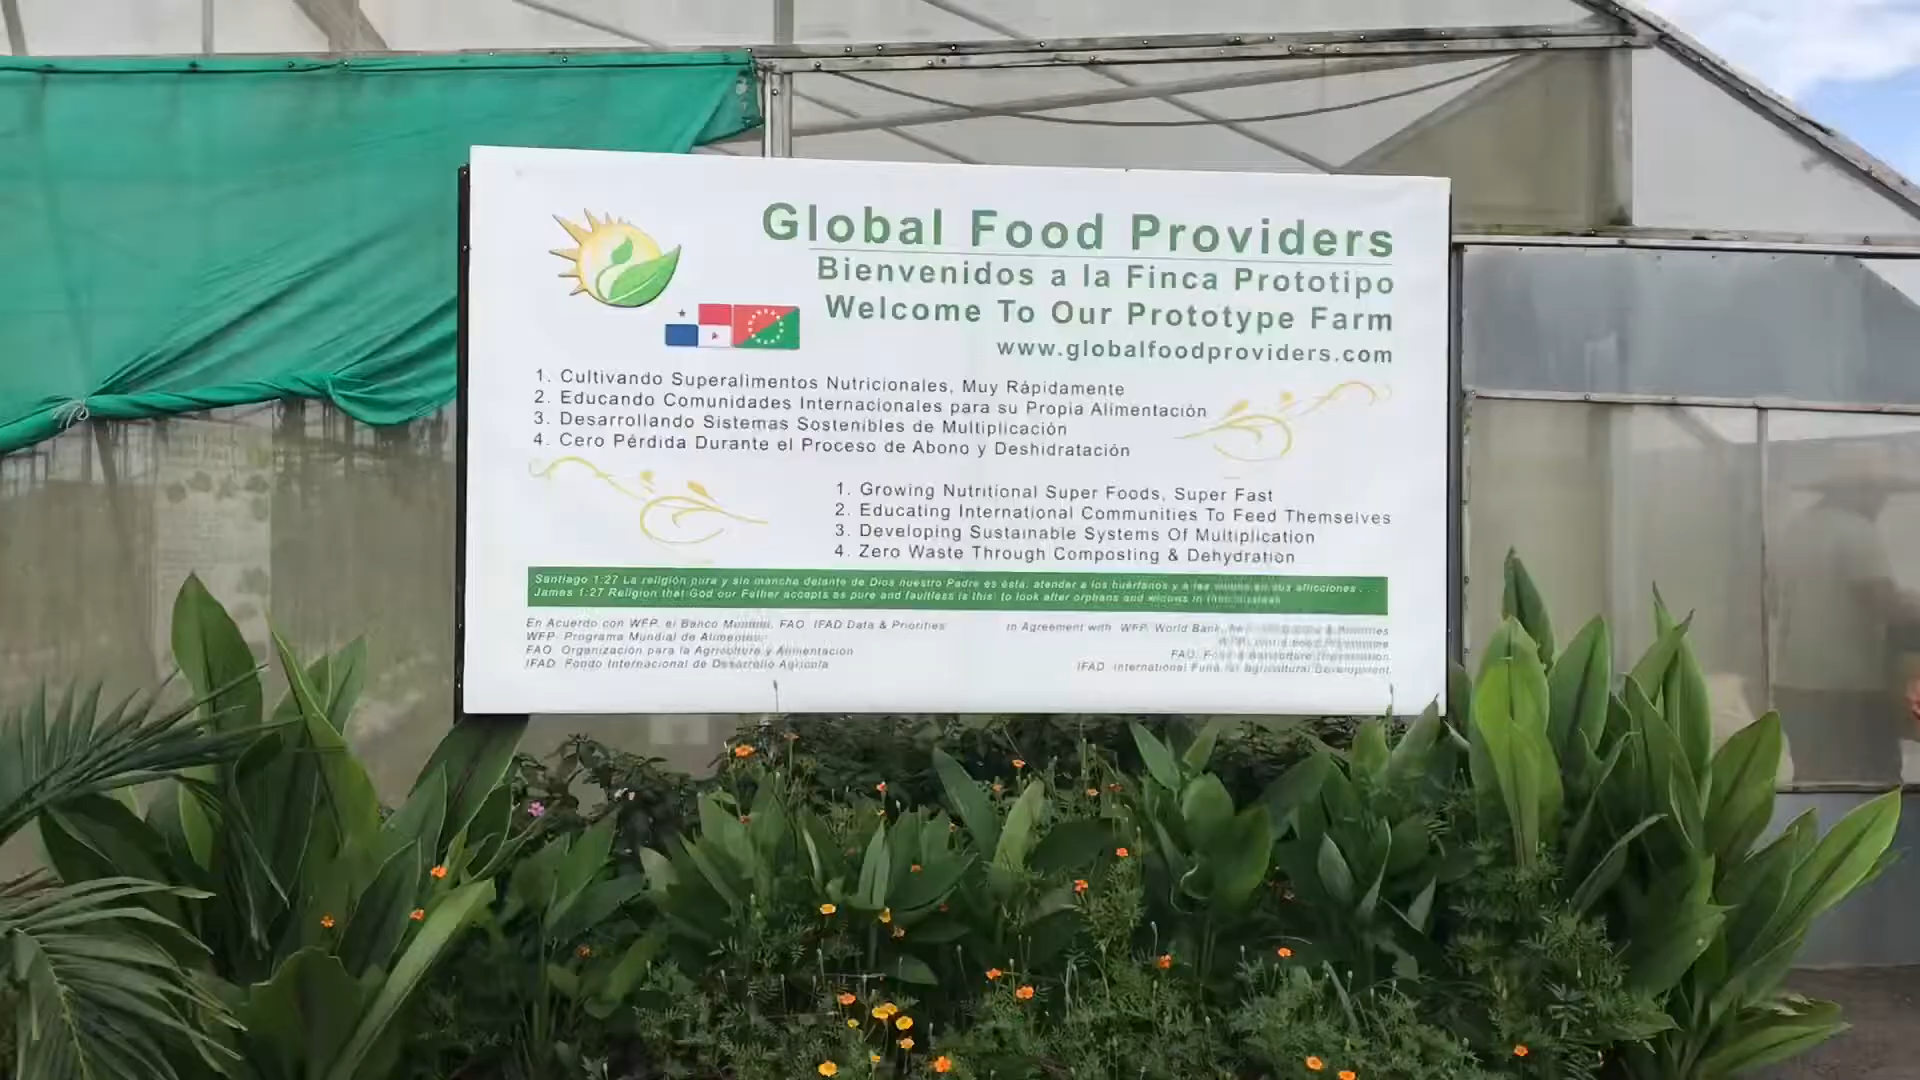 Global Food Providers
Bienvenidos a la Finca Prototipo
Welcome To Our Prototype Farm
www.globalfoodproviders.com
1. Cultivando Superalimentos Nutricionales, Muy Rápidamente
2. Educando Comunidades Internacionales para su Propia Alimentación
3. Desarrollando Sistemas Sostenibles de Multiplicación
4. Cero Pérdida Durante el Proceso de Abono y Deshidratación
1. Growing Nutritional Super Foods, Super Fast
2. Educating International Communities To Feed Themselves
3. Developing Sustainable Systems Of Multiplication
4. Zero Waste Through Composting & Dehydration
Santiago 1:27 La religión pura y sin mancha delante de Dios nuestro Padre es esta: atender a los huérfanos y a las viudas en sus aflicciones . . .
James 1:27 Religion that God our Father accepts as pure and faultless is this: to look after orphans and widows in their
En Acuerdo con WFP, el Banco Mundial, FAO, IFAD Data & Priorities
WFP: Programa Mundial de Alimentos
FAO: Organización para la Agricultura y Alimentación
IFAD: Fondo Internacional de Desarrollo Agrícola
In Agreement with WFP, World Bank,
FAO:
IFAD: International Fund for Agricultural Development